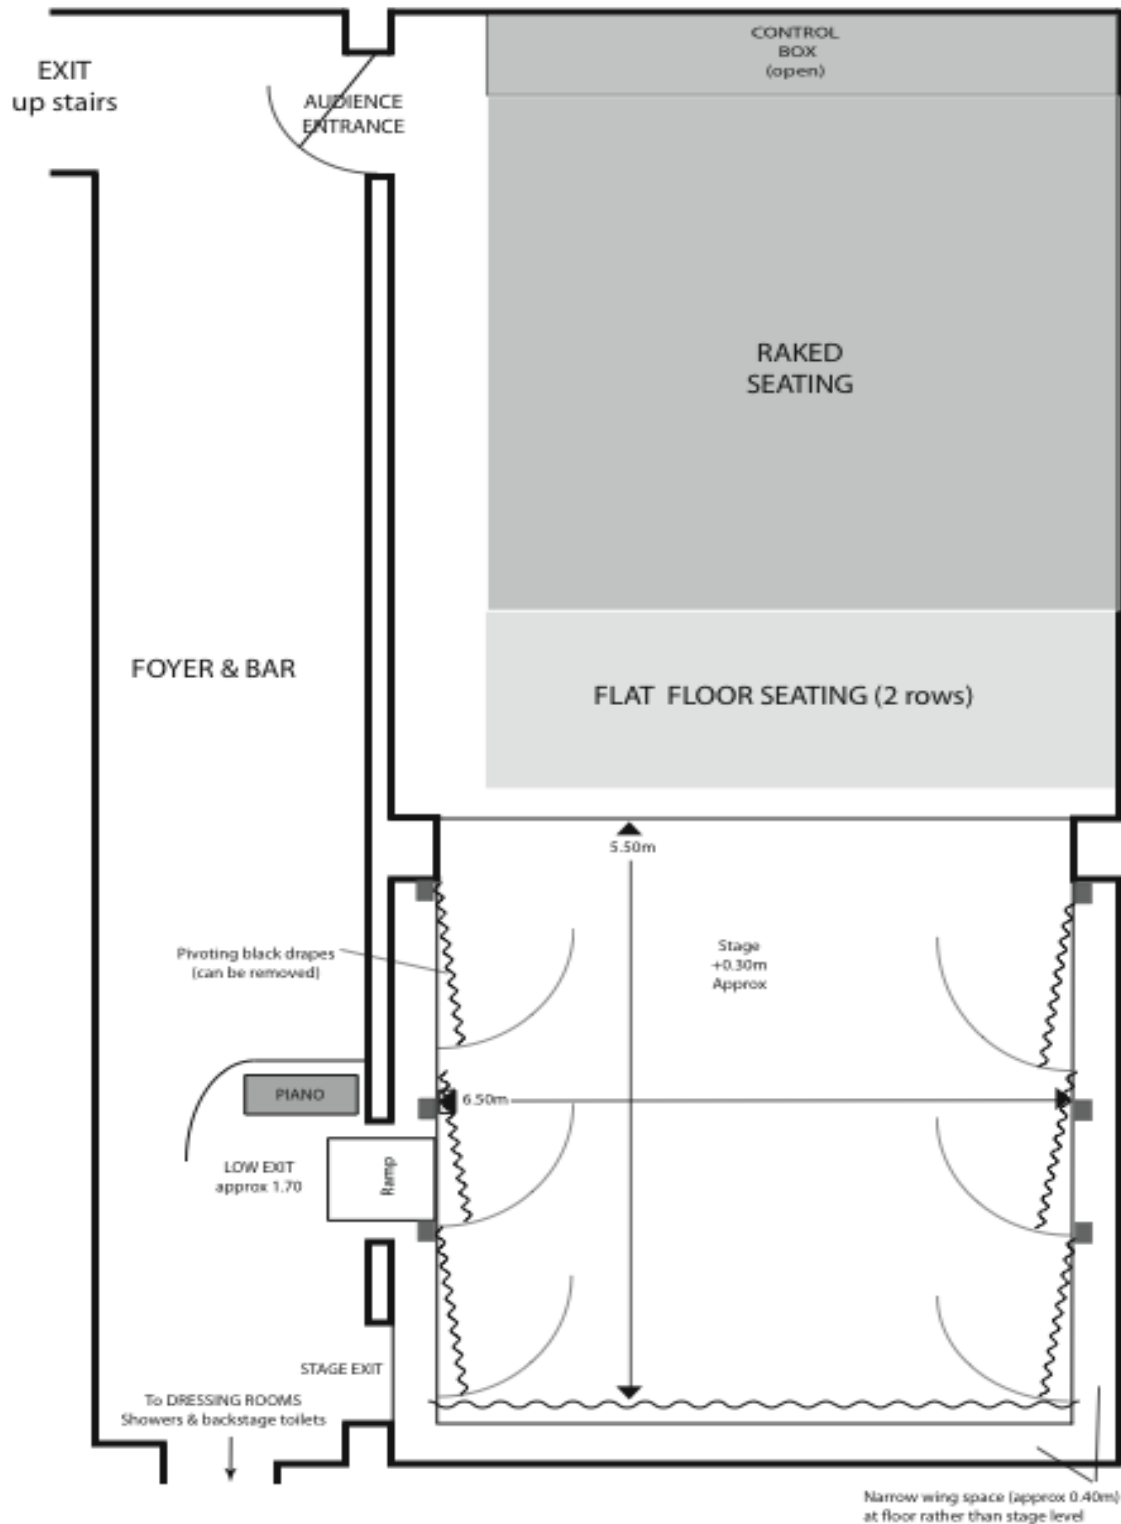 CONTROL
BOX
(open)
EXIT
up stairs
AUDIENCE
ENTRANCE
RAKED
SEATING
FOYER & BAR
FLAT FLOOR SEATING (2 rows)
5.50m
Stage
+0.30m
Approx
Pivoting black drapes
(can be removed)
PIANO
6.50m
LOW EXIT
approx 1.70
Ramp
STAGE EXIT
To DRESSING ROOMS
Showers & backstage toilets
Narrow wing space (approx 0.40m)
at floor rather than stage level